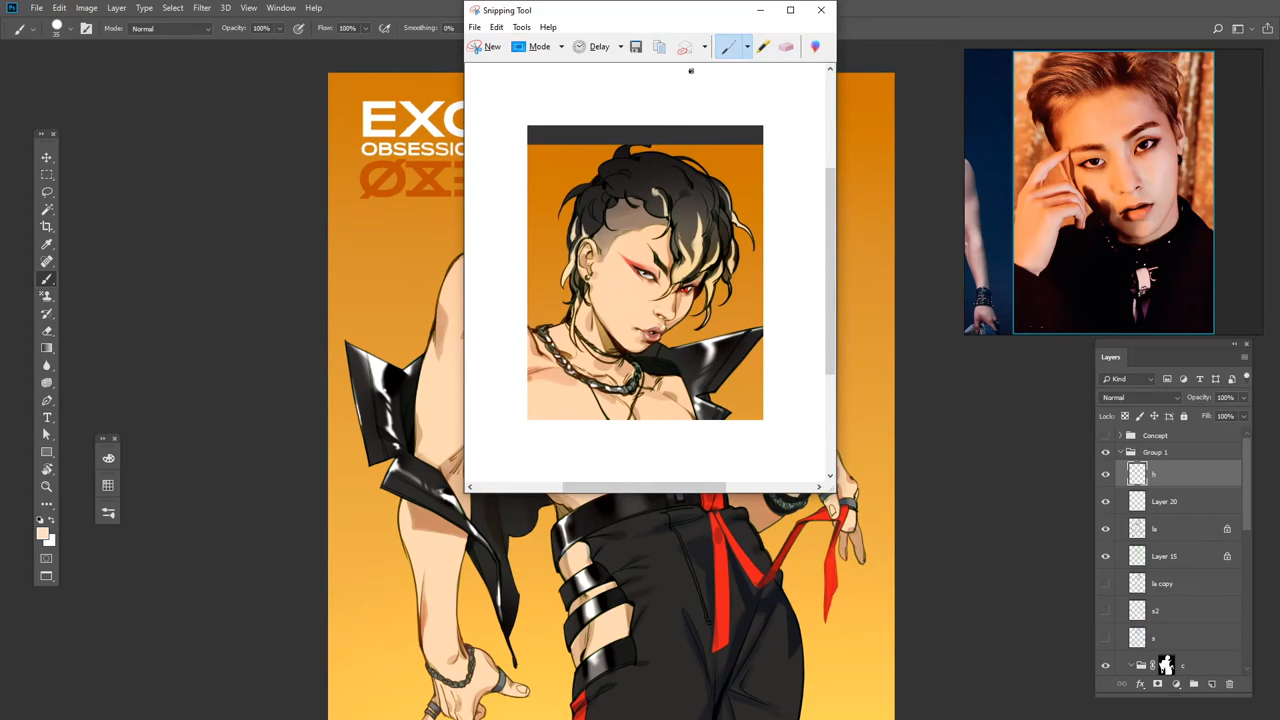 Snipping Tool
File Edit Image Layer Type Select Filter 3D View Window Help
File Edit Tools Help
35 Mode: Normal Opacity: 100% Flow: 100% Smoothing: 0%
New Mode Delay
EXO
OBSESSIO
Layers
Kind
Normal Opacity: 100%
Lock: Fill: 100%
Concept
Group 1
h
Layer 20
la
Layer 15
la copy
s2
s
c